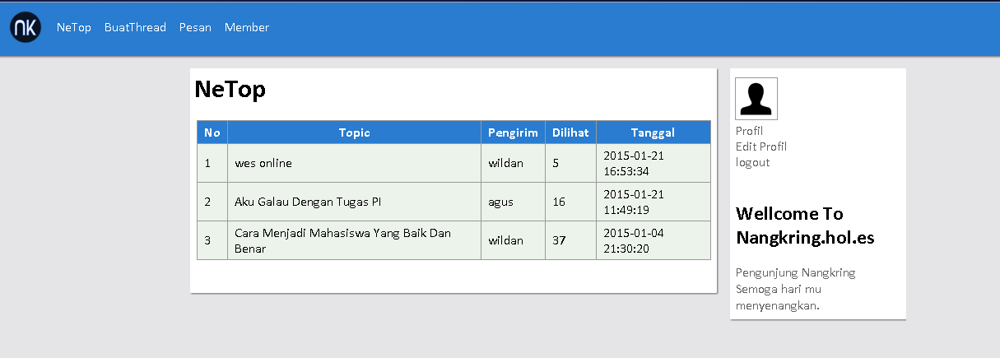 nk
NeTop BuatThread Pesan Member
NeTop
No Topic Pengirim Dilihat Tanggal
1 wes online wildan 5 2015-01-21
16:53:34
2 Aku Galau Dengan Tugas PI agus 16 2015-01-21
11:49:19
3 Cara Menjadi Mahasiswa Yang Baik Dan
Benar wildan 37 2015-01-04
21:30:20
Profil
Edit Profil
logout
Wellcome To
Nangkring.hol.es
Pengunjung Nangkring
Semoga hari mu
menyenangkan.